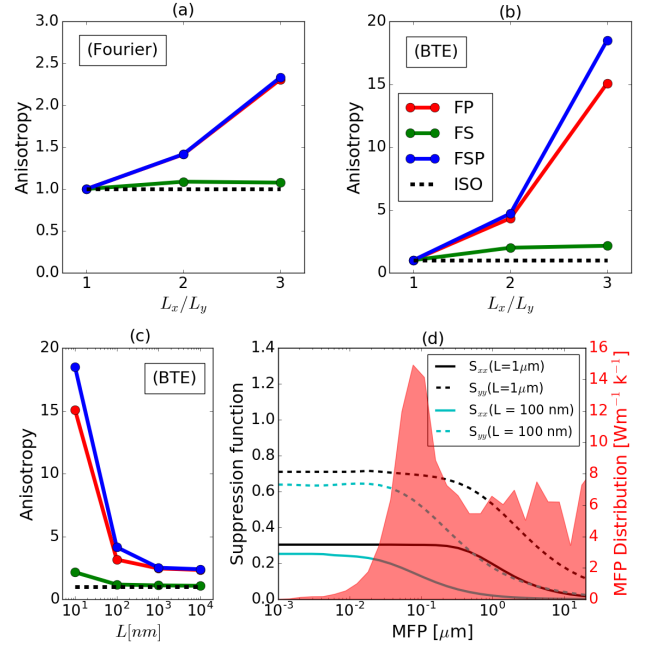 (a)
(Fourier)
Anisotropy
3.0
2.5
2.0
1.5
1.0
0.5
0.0
1 2 3
L_x/L_y
(b)
(BTE)
Anisotropy
20
15
10
5
0
FP
FS
FSP
ISO
1 2 3
L_x/L_y
(c)
(BTE)
Anisotropy
20
15
10
5
0
10^1 10^2 10^3 10^4
L[nm]
(d)
Suppression function
1.4
1.2
1.0
0.8
0.6
0.4
0.2
0.0
S_xx(L=1μm)
S_yy(L=1μm)
S_xx(L = 100 nm)
S_yy(L = 100 nm)
16
14
12
10
8
6
4
2
0
MFP Distribution [Wm^−1 k^−1]
10^−3 10^−2 10^−1 10^0 10^1
MFP [μm]